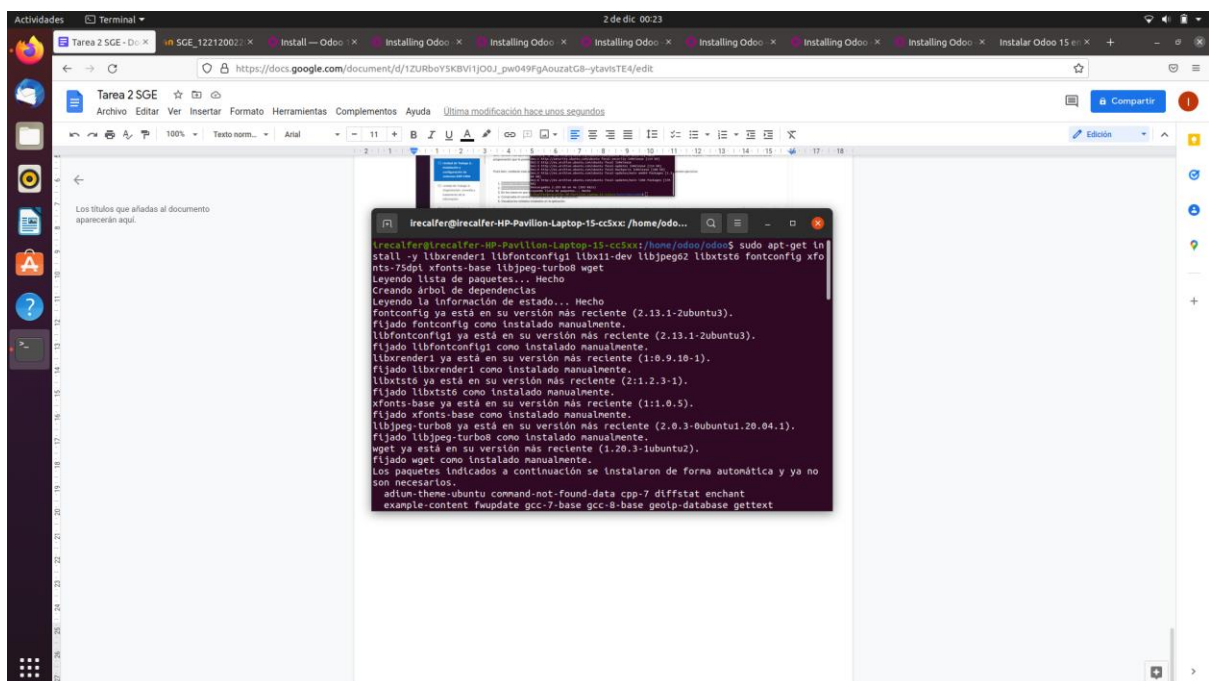 Actividades Terminal 2 de dic 00:23
Tarea 2 SGE - Do SGE_12212002 Install — Odoo 1 Installing Odoo Installing Odoo Installing Odoo Installing Odoo Installing Odoo Installing Odoo Instalar Odoo 15 en
Tarea 2 SGE
Archivo Editar Ver Insertar Formato Herramientas Complementos Ayuda Última modificación hace unos segundos
Compartir
100% Texto norm... Arial 11 Edición
Los títulos que añadas al documento
aparecerán aquí.
irecalfer@irecalfer-HP-Pavilion-Laptop-15-cc5xx: /home/odo...
irecalfer@irecalfer-HP-Pavilion-Laptop-15-cc5xx:/home/odoo/odoo$ sudo apt-get in
stall -y libxrender1 libfontconfig1 libx11-dev libjpeg62 libxtst6 fontconfig xfo
nts-75dpi xfonts-base libjpeg-turbo8 wget
Leyendo lista de paquetes... Hecho
Creando árbol de dependencias
Leyendo la información de estado... Hecho
fontconfig ya está en su versión más reciente (2.13.1-2ubuntu3).
fijado fontconfig como instalado manualmente.
libfontconfig1 ya está en su versión más reciente (2.13.1-2ubuntu3).
fijado libfontconfig1 como instalado manualmente.
libxrender1 ya está en su versión más reciente (1:0.9.10-1).
fijado libxrender1 como instalado manualmente.
libxtst6 ya está en su versión más reciente (2:1.2.3-1).
fijado libxtst6 como instalado manualmente.
xfonts-base ya está en su versión más reciente (1:1.0.5).
fijado xfonts-base como instalado manualmente.
libjpeg-turbo8 ya está en su versión más reciente (2.0.3-0ubuntu1.20.04.1).
fijado libjpeg-turbo8 como instalado manualmente.
wget ya está en su versión más reciente (1.20.3-1ubuntu2).
fijado wget como instalado manualmente.
Los paquetes indicados a continuación se instalaron de forma automática y ya no
son necesarios.
adium-theme-ubuntu command-not-found-data cpp-7 diffstat enchant
example-content fwupdate gcc-7-base gcc-8-base geoip-database gettext